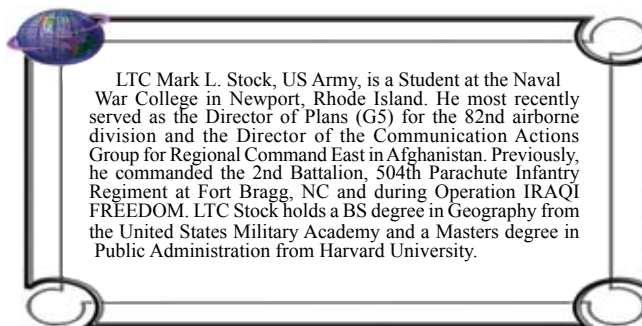 LTC Mark L. Stock, US Army, is a Student at the Naval
War College in Newport, Rhode Island. He most recently
served as the Director of Plans (G5) for the 82nd airborne
division and the Director of the Communication Actions
Group for Regional Command East in Afghanistan. Previously,
he commanded the 2nd Battalion, 504th Parachute Infantry
Regiment at Fort Bragg, NC and during Operation IRAQI
FREEDOM. LTC Stock holds a BS degree in Geography from
the United States Military Academy and a Masters degree in
Public Administration from Harvard University.